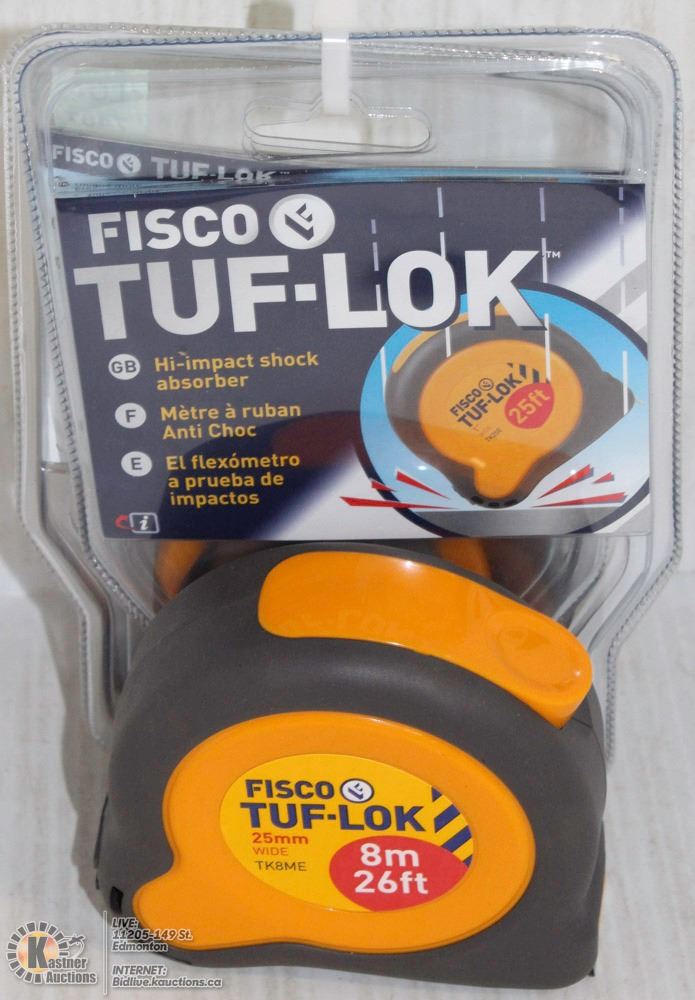 FISCO TUF-LOK
FISCO
TUF-LOK™
GB Hi-impact shock
absorber
F Mètre à ruban
Anti Choc
E El flexómetro
a prueba de
impactos
i
FISCO
TUF-LOK
25ft
FISCO
TUF-LOK
25mm
WIDE
TK8ME
8m
26ft
Kastner
Auctions
LIVE:
11205-149 St.
Edmonton
INTERNET:
Bidlive.kauctions.ca